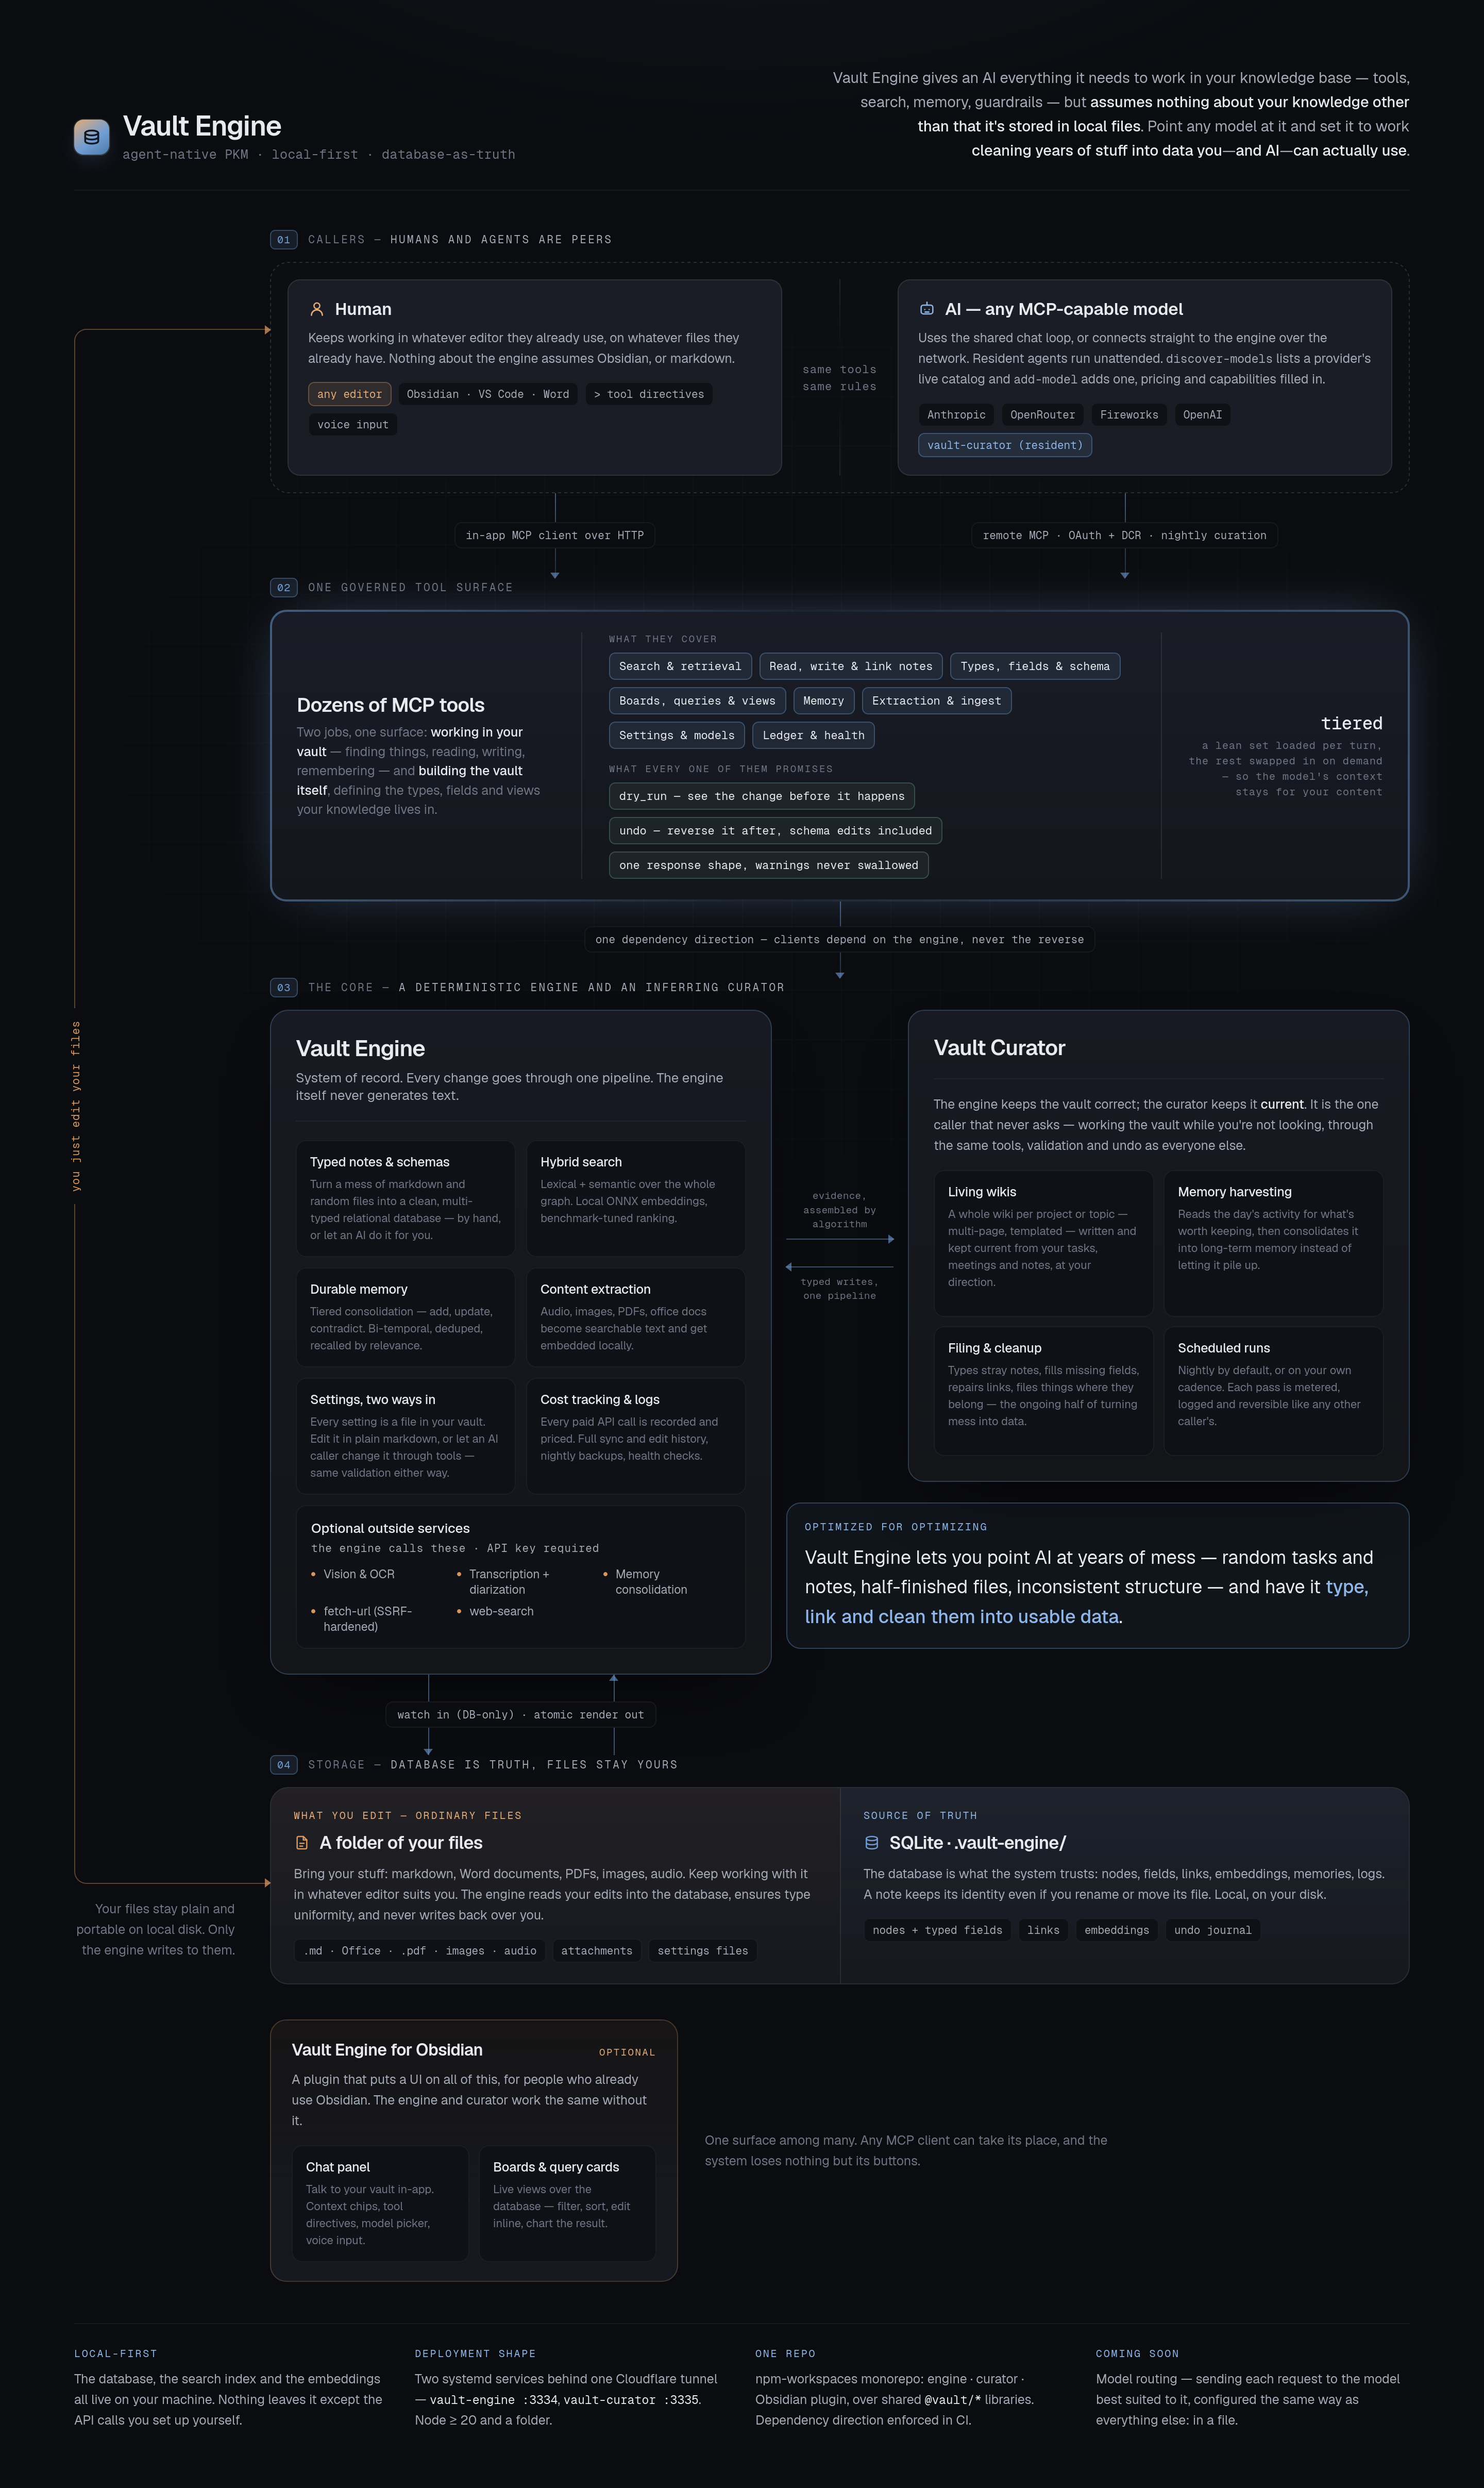 Vault Engine
agent-native PKM · local-first · database-as-truth
Vault Engine gives an AI everything it needs to work in your knowledge base — tools,
search, memory, guardrails — but assumes nothing about your knowledge other
than that it's stored in local files. Point any model at it and set it to work
cleaning years of stuff into data you—and AI—can actually use.
01 CALLERS — HUMANS AND AGENTS ARE PEERS
Human
Keeps working in whatever editor they already use, on whatever files they
already have. Nothing about the engine assumes Obsidian, or markdown.
any editor
Obsidian · VS Code · Word
> tool directives
voice input
same tools
same rules
AI — any MCP-capable model
Uses the shared chat loop, or connects straight to the engine over the
network. Resident agents run unattended. discover-models lists a provider's
live catalog and add-model adds one, pricing and capabilities filled in.
Anthropic
OpenRouter
Fireworks
OpenAI
vault-curator (resident)
in-app MCP client over HTTP
remote MCP · OAuth + DCR · nightly curation
02 ONE GOVERNED TOOL SURFACE
Dozens of MCP tools
Two jobs, one surface: working in your
vault — finding things, reading, writing,
remembering — and building the vault
itself, defining the types, fields and views
your knowledge lives in.
WHAT THEY COVER
Search & retrieval
Read, write & link notes
Types, fields & schema
Boards, queries & views
Memory
Extraction & ingest
Settings & models
Ledger & health
WHAT EVERY ONE OF THEM PROMISES
dry_run — see the change before it happens
undo — reverse it after, schema edits included
one response shape, warnings never swallowed
tiered
a lean set loaded per turn,
the rest swapped in on demand
— so the model's context
stays for your content
one dependency direction — clients depend on the engine, never the reverse
03 THE CORE — A DETERMINISTIC ENGINE AND AN INFERRING CURATOR
Vault Engine
System of record. Every change goes through one pipeline. The engine
itself never generates text.
Typed notes & schemas
Turn a mess of markdown and
random files into a clean, multi-
typed relational database — by hand,
or let an AI do it for you.
Hybrid search
Lexical + semantic over the whole
graph. Local ONNX embeddings,
benchmark-tuned ranking.
Durable memory
Tiered consolidation — add, update,
contradict. Bi-temporal, deduped,
recalled by relevance.
Content extraction
Audio, images, PDFs, office docs
become searchable text and get
embedded locally.
Settings, two ways in
Every setting is a file in your vault.
Edit it in plain markdown, or let an AI
caller change it through tools —
same validation either way.
Cost tracking & logs
Every paid API call is recorded and
priced. Full sync and edit history,
nightly backups, health checks.
Optional outside services
the engine calls these · API key required
Vision & OCR
Transcription +
diarization
Memory
consolidation
fetch-url (SSRF-
hardened)
web-search
evidence,
assembled by
algorithm
typed writes,
one pipeline
Vault Curator
The engine keeps the vault correct; the curator keeps it current. It is the one
caller that never asks — working the vault while you're not looking, through
the same tools, validation and undo as everyone else.
Living wikis
A whole wiki per project or topic —
multi-page, templated — written and
kept current from your tasks,
meetings and notes, at your
direction.
Memory harvesting
Reads the day's activity for what's
worth keeping, then consolidates it
into long-term memory instead of
letting it pile up.
Filing & cleanup
Types stray notes, fills missing fields,
repairs links, files things where they
belong — the ongoing half of turning
mess into data.
Scheduled runs
Nightly by default, or on your own
cadence. Each pass is metered,
logged and reversible like any other
caller's.
OPTIMIZED FOR OPTIMIZING
Vault Engine lets you point AI at years of mess — random tasks and
notes, half-finished files, inconsistent structure — and have it type,
link and clean them into usable data.
you just edit your files
watch in (DB-only) · atomic render out
04 STORAGE — DATABASE IS TRUTH, FILES STAY YOURS
WHAT YOU EDIT — ORDINARY FILES
A folder of your files
Bring your stuff: markdown, Word documents, PDFs, images, audio. Keep working with it
in whatever editor suits you. The engine reads your edits into the database, ensures type
uniformity, and never writes back over you.
.md · Office · .pdf · images · audio
attachments
settings files
SOURCE OF TRUTH
SQLite · .vault-engine/
The database is what the system trusts: nodes, fields, links, embeddings, memories, logs.
A note keeps its identity even if you rename or move its file. Local, on your disk.
nodes + typed fields
links
embeddings
undo journal
Your files stay plain and
portable on local disk. Only
the engine writes to them.
Vault Engine for Obsidian
OPTIONAL
A plugin that puts a UI on all of this, for people who already
use Obsidian. The engine and curator work the same without
it.
Chat panel
Talk to your vault in-app.
Context chips, tool
directives, model picker,
voice input.
Boards & query cards
Live views over the
database — filter, sort, edit
inline, chart the result.
One surface among many. Any MCP client can take its place, and the
system loses nothing but its buttons.
LOCAL-FIRST
The database, the search index and the embeddings
all live on your machine. Nothing leaves it except the
API calls you set up yourself.
DEPLOYMENT SHAPE
Two systemd services behind one Cloudflare tunnel
— vault-engine :3334, vault-curator :3335.
Node ≥ 20 and a folder.
ONE REPO
npm-workspaces monorepo: engine · curator ·
Obsidian plugin, over shared @vault/* libraries.
Dependency direction enforced in CI.
COMING SOON
Model routing — sending each request to the model
best suited to it, configured the same way as
everything else: in a file.